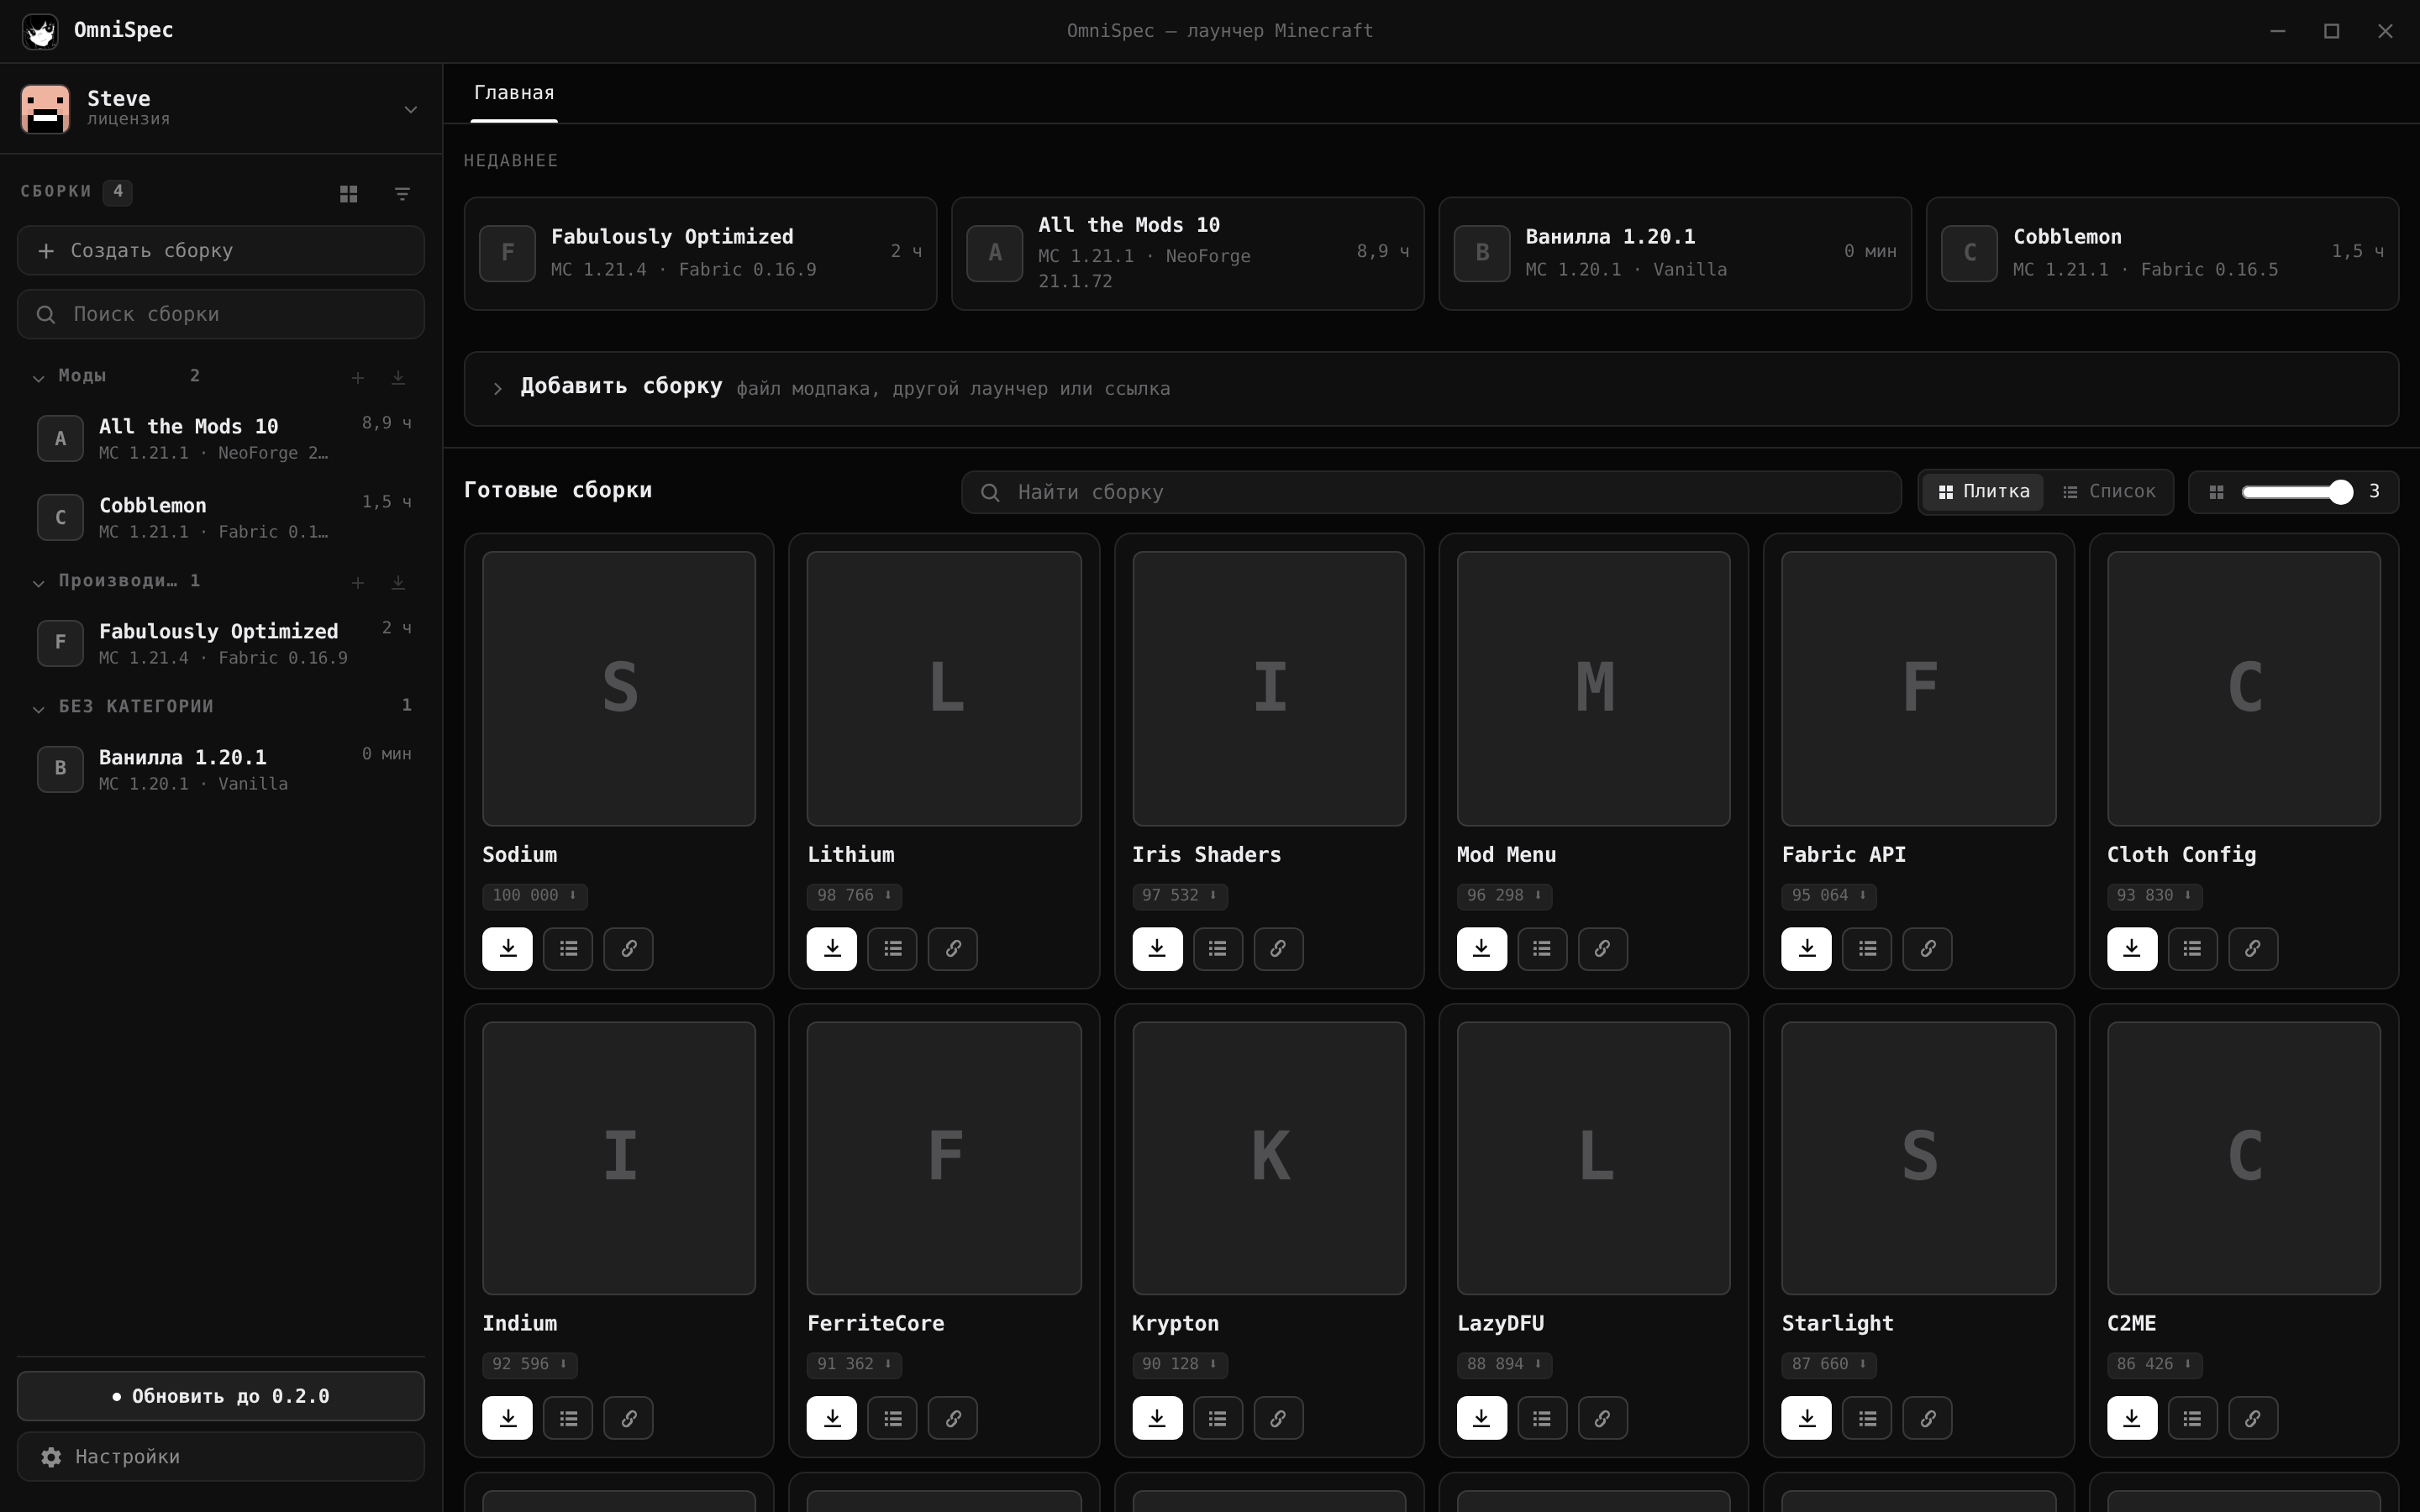 OmniSpec
OmniSpec — лаунчер Minecraft
Steve
лицензия
СБОРКИ 4
Создать сборку
Поиск сборки
Моды 2
A
All the Mods 10
8,9 ч
MC 1.21.1 · NeoForge 2…
C
Cobblemon
1,5 ч
MC 1.21.1 · Fabric 0.1…
Производи… 1
F
Fabulously Optimized
2 ч
MC 1.21.4 · Fabric 0.16.9
БЕЗ КАТЕГОРИИ 1
В
Ванилла 1.20.1
0 мин
MC 1.20.1 · Vanilla
Обновить до 0.2.0
Настройки
Главная
НЕДАВНЕЕ
F
Fabulously Optimized
MC 1.21.4 · Fabric 0.16.9
2 ч
A
All the Mods 10
MC 1.21.1 · NeoForge
21.1.72
8,9 ч
В
Ванилла 1.20.1
MC 1.20.1 · Vanilla
0 мин
C
Cobblemon
MC 1.21.1 · Fabric 0.16.5
1,5 ч
Добавить сборку файл модпака, другой лаунчер или ссылка
Готовые сборки
Найти сборку
Плитка
Список
3
S
Sodium
100 000 ⬇
L
Lithium
98 766 ⬇
I
Iris Shaders
97 532 ⬇
M
Mod Menu
96 298 ⬇
F
Fabric API
95 064 ⬇
C
Cloth Config
93 830 ⬇
I
Indium
92 596 ⬇
F
FerriteCore
91 362 ⬇
K
Krypton
90 128 ⬇
L
LazyDFU
88 894 ⬇
S
Starlight
87 660 ⬇
C
C2ME
86 426 ⬇